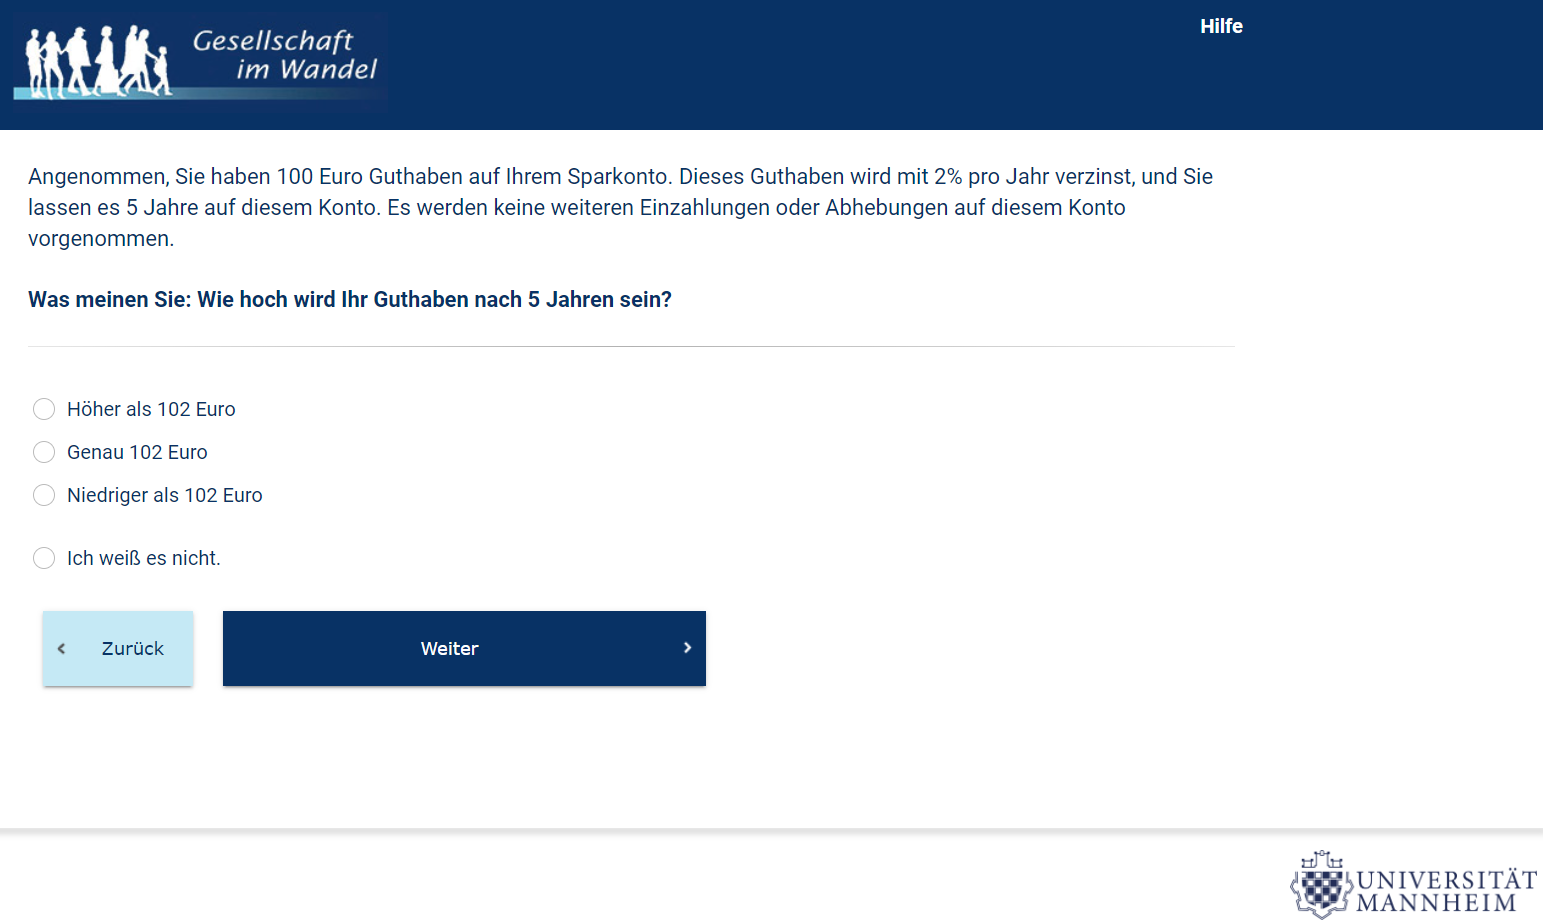 Gesellschaft
im Wandel
Hilfe
Angenommen, Sie haben 100 Euro Guthaben auf Ihrem Sparkonto. Dieses Guthaben wird mit 2% pro Jahr verzinst, und Sie
lassen es 5 Jahre auf diesem Konto. Es werden keine weiteren Einzahlungen oder Abhebungen auf diesem Konto
vorgenommen.
Was meinen Sie: Wie hoch wird Ihr Guthaben nach 5 Jahren sein?
Höher als 102 Euro
Genau 102 Euro
Niedriger als 102 Euro
Ich weiß es nicht.
Zurück
Weiter
UNIVERSITÄT
MANNHEIM